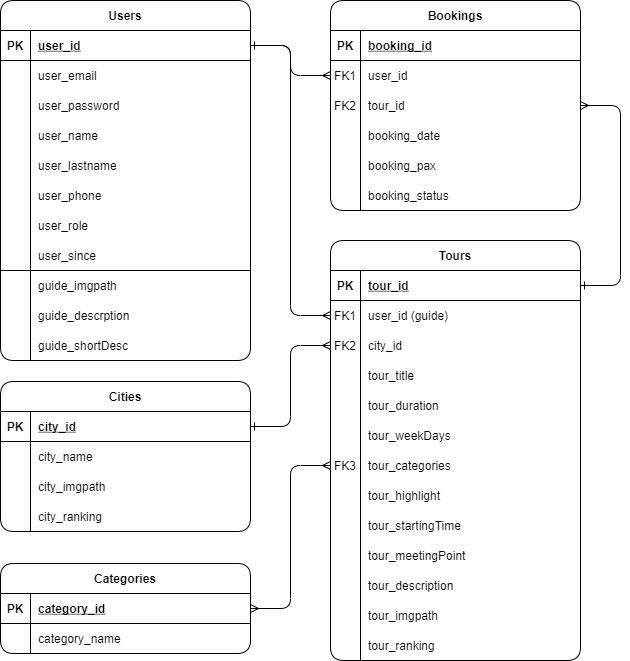 Users
PK user_id
user_email
user_password
user_name
user_lastname
user_phone
user_role
user_since
guide_imgpath
guide_descrption
guide_shortDesc
Bookings
PK booking_id
FK1 user_id
FK2 tour_id
booking_date
booking_pax
booking_status
Tours
PK tour_id
FK1 user_id (guide)
FK2 city_id
tour_title
tour_duration
tour_weekDays
FK3 tour_categories
tour_highlight
tour_startingTime
tour_meetingPoint
tour_description
tour_imgpath
tour_ranking
Cities
PK city_id
city_name
city_imgpath
city_ranking
Categories
PK category_id
category_name